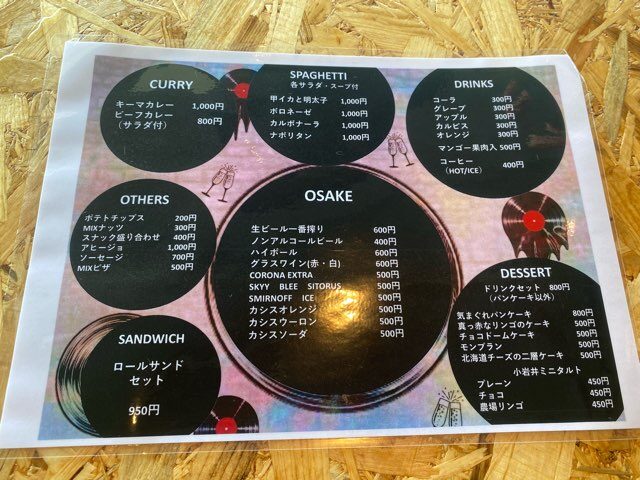 CURRY
キーマカレー 1,000円
ビーフカレー 800円
(サラダ付)
SPAGHETTI
各サラダ・スープ付
甲イカと明太子 1,000円
ボロネーゼ 1,000円
カルボナーラ 1,000円
ナポリタン 1,000円
DRINKS
コーラ 300円
グレープ 300円
アップル 300円
カルピス 300円
オレンジ 300円
マンゴー果肉入 500円
コーヒー 400円
(HOT/ICE)
OTHERS
ポテトチップス 200円
MIXナッツ 300円
スナック盛り合わせ 400円
アヒージョ 1,000円
ソーセージ 700円
MIXピザ 500円
OSAKE
生ビール一番搾り 600円
ノンアルコールビール 400円
ハイボール 600円
グラスワイン(赤・白) 600円
CORONA EXTRA 500円
SKYY BLEE SITORUS 500円
SMIRNOFF ICE 500円
カシスオレンジ 500円
カシスウーロン 500円
カシスソーダ 500円
SANDWICH
ロールサンド
セット
950円
DESSERT
ドリンクセット 800円
(パンケーキ以外)
気まぐれパンケーキ 800円
真っ赤なリンゴのケーキ 500円
チョコドームケーキ 500円
モンブラン 500円
北海道チーズの二層ケーキ 500円
小岩井ミニタルト
プレーン 450円
チョコ 450円
農場リンゴ 450円